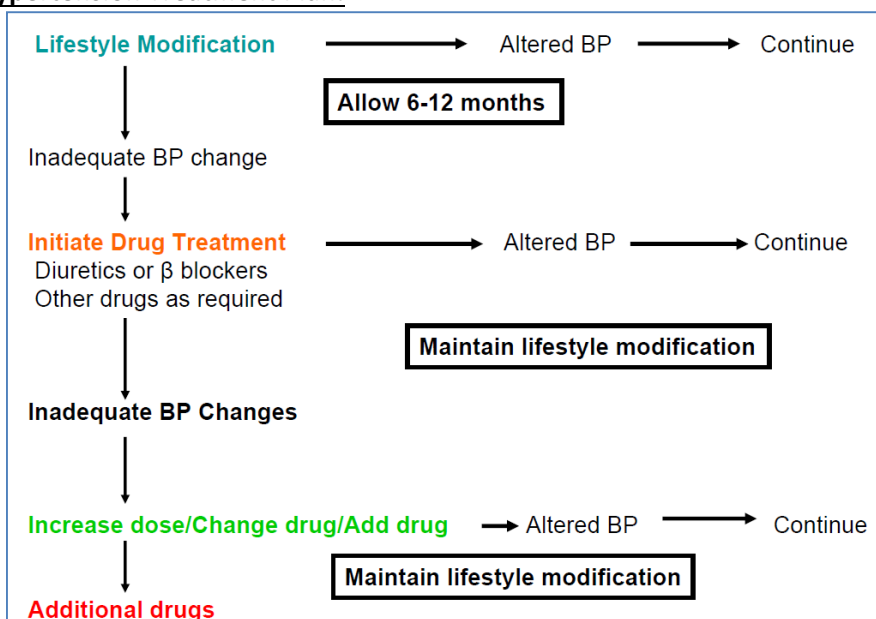 Lifestyle Modification Altered BP Continue
Allow 6-12 months
Inadequate BP change
Initiate Drug Treatment Altered BP Continue
Diuretics or β blockers
Other drugs as required
Maintain lifestyle modification
Inadequate BP Changes
Increase dose/Change drug/Add drug Altered BP Continue
Maintain lifestyle modification
Additional drugs